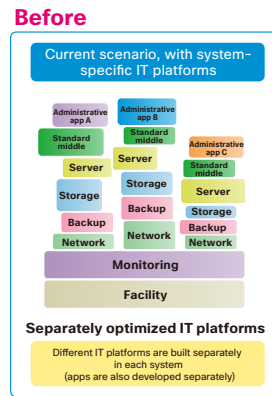 Before
Current scenario, with system-
specific IT platforms
Administrative
app A
Standard
middle
Server
Storage
Backup
Network
Administrative
app B
Standard
middle
Server
Storage
Backup
Network
Administrative
app C
Standard
middle
Server
Storage
Backup
Network
Monitoring
Facility
Separately optimized IT platforms
Different IT platforms are built separately
in each system
(apps are also developed separately)